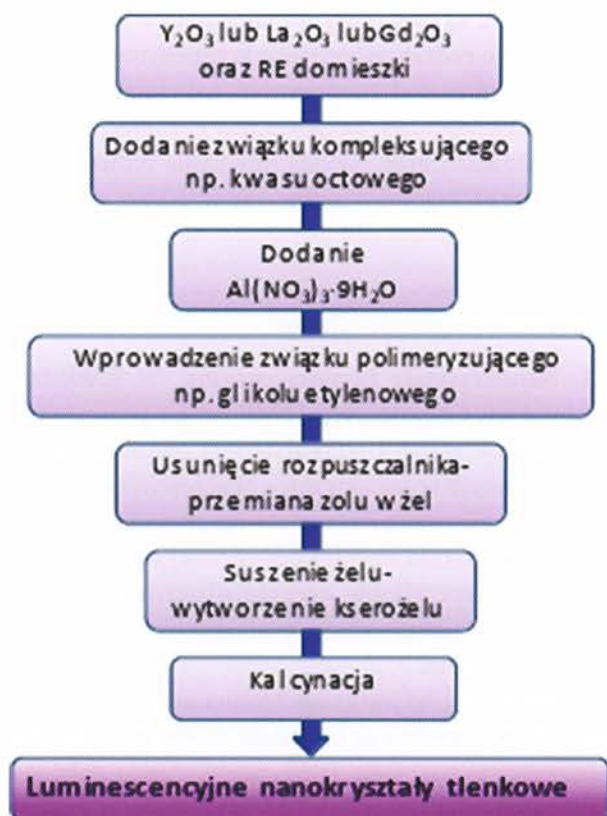 Y₂O₃ lub La₂O₃ lub Gd₂O₃
oraz RE domieszki
Dodanie związku kompleksującego
np. kwasu octowego
Dodanie
Al(NO₃)₃·9H₂O
Wprowadzenie związku polimeryzującego
np. glikolu etylenowego
Usunięcie rozpuszczalnika-
przemiana zolu w żel
Suszenie żelu-
wytworzenie kserożelu
Kalcynacja
Luminescencyjne nanokryształy tlenkowe